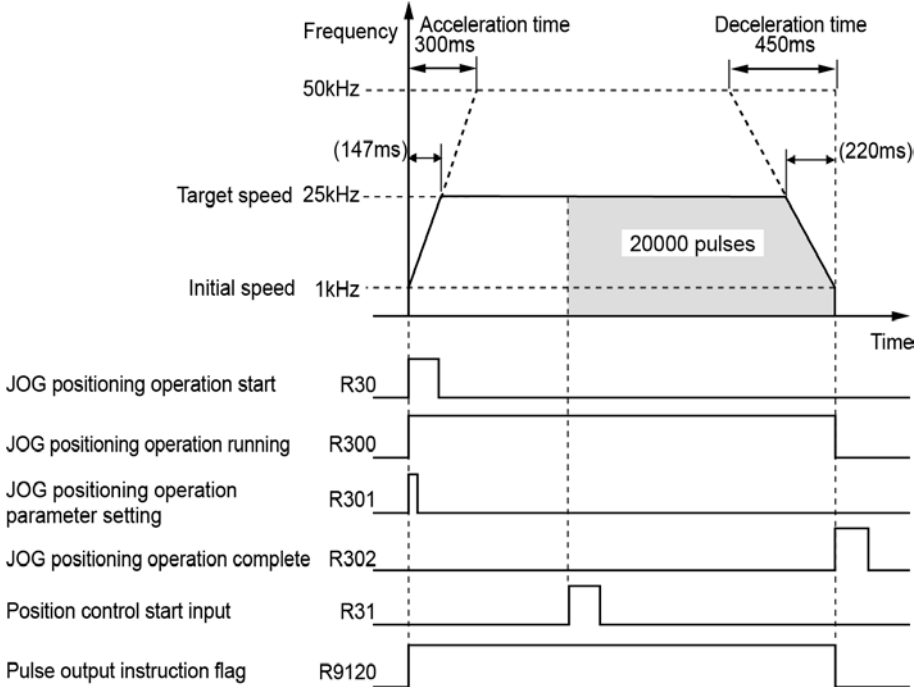 Frequency
Acceleration time
300ms
Deceleration time
450ms
50kHz
(147ms)
(220ms)
Target speed 25kHz
20000 pulses
Initial speed 1kHz
Time
JOG positioning operation start R30
JOG positioning operation running R300
JOG positioning operation
parameter setting R301
JOG positioning operation complete R302
Position control start input R31
Pulse output instruction flag R9120